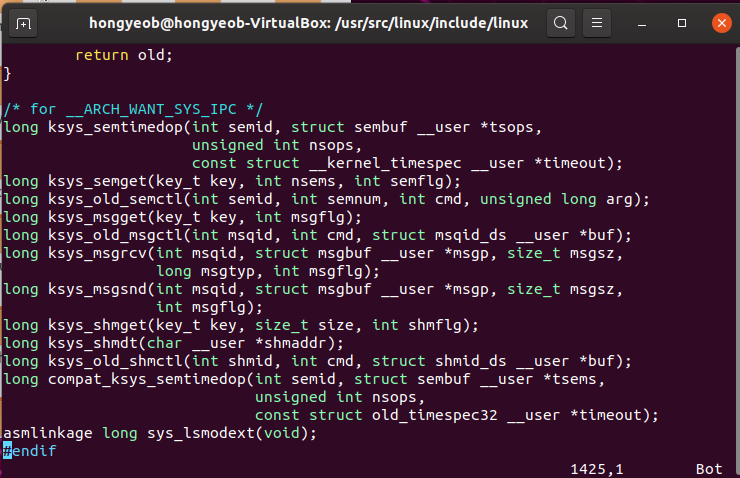 hongyeob@hongyeob-VirtualBox: /usr/src/linux/include/linux
        return old;
}

/* for __ARCH_WANT_SYS_IPC */
long ksys_semtimedop(int semid, struct sembuf __user *tsops,
                     unsigned int nsops,
                     const struct __kernel_timespec __user *timeout);
long ksys_semget(key_t key, int nsems, int semflg);
long ksys_old_semctl(int semid, int semnum, int cmd, unsigned long arg);
long ksys_msgget(key_t key, int msgflg);
long ksys_old_msgctl(int msqid, int cmd, struct msqid_ds __user *buf);
long ksys_msgrcv(int msqid, struct msgbuf __user *msgp, size_t msgsz,
                 long msgtyp, int msgflg);
long ksys_msgsnd(int msqid, struct msgbuf __user *msgp, size_t msgsz,
                 int msgflg);
long ksys_shmget(key_t key, size_t size, int shmflg);
long ksys_shmdt(char __user *shmaddr);
long ksys_old_shmctl(int shmid, int cmd, struct shmid_ds __user *buf);
long compat_ksys_semtimedop(int semid, struct sembuf __user *tsems,
                            unsigned int nsops,
                            const struct old_timespec32 __user *timeout);
asmlinkage long sys_lsmodext(void);
#endif
1425,1 Bot